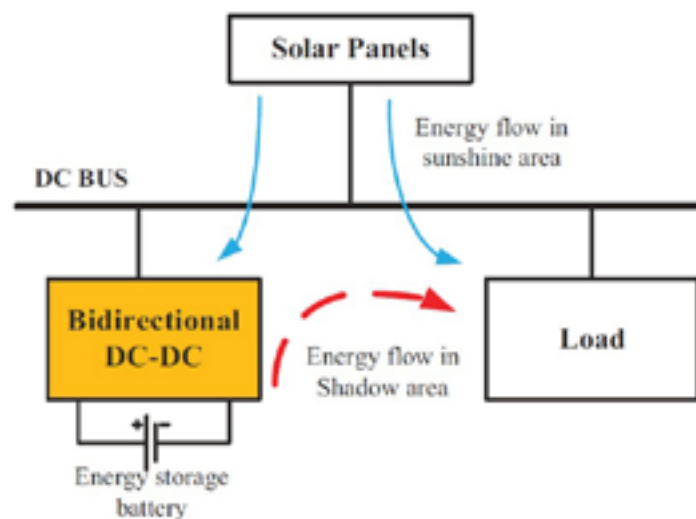 Solar Panels
Energy flow in
sunshine area
DC BUS
Bidirectional
DC-DC
Energy flow in
Shadow area
Load
+
-
Energy storage
battery